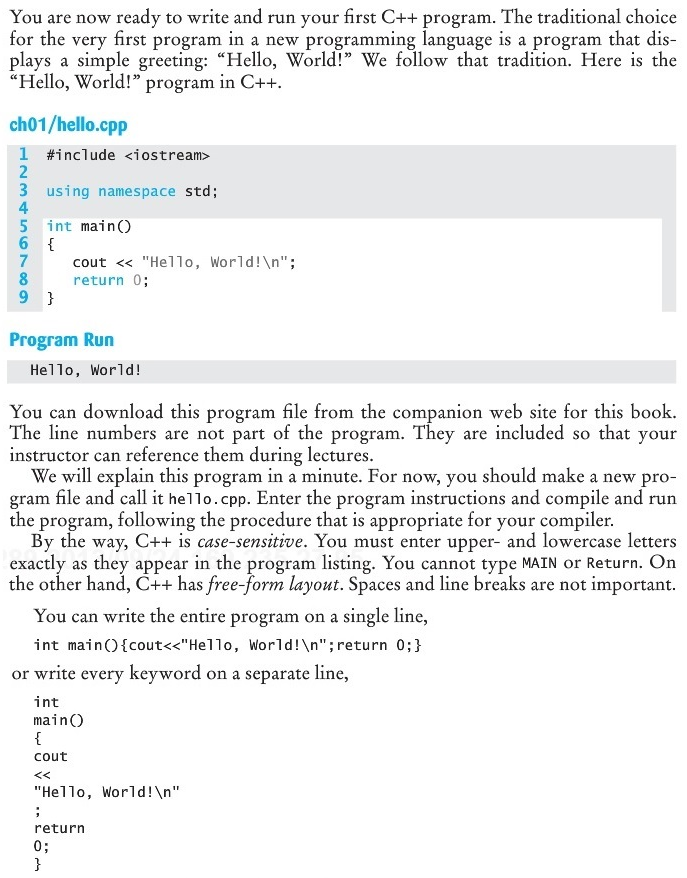 You are now ready to write and run your first C++ program. The traditional choice
for the very first program in a new programming language is a program that dis-
plays a simple greeting: “Hello, World!” We follow that tradition. Here is the
“Hello, World!” program in C++.
ch01/hello.cpp
1 #include <iostream>
2
3 using namespace std;
4
5 int main()
6 {
7    cout << "Hello, World!\n";
8    return 0;
9 }
Program Run
Hello, World!
You can download this program file from the companion web site for this book.
The line numbers are not part of the program. They are included so that your
instructor can reference them during lectures.
We will explain this program in a minute. For now, you should make a new pro-
gram file and call it hello.cpp. Enter the program instructions and compile and run
the program, following the procedure that is appropriate for your compiler.
By the way, C++ is case-sensitive. You must enter upper- and lowercase letters
exactly as they appear in the program listing. You cannot type MAIN or Return. On
the other hand, C++ has free-form layout. Spaces and line breaks are not important.
You can write the entire program on a single line,
int main(){cout<<"Hello, World!\n";return 0;}
or write every keyword on a separate line,
int
main()
{
cout
<<
"Hello, World!\n"
;
return
0;
}